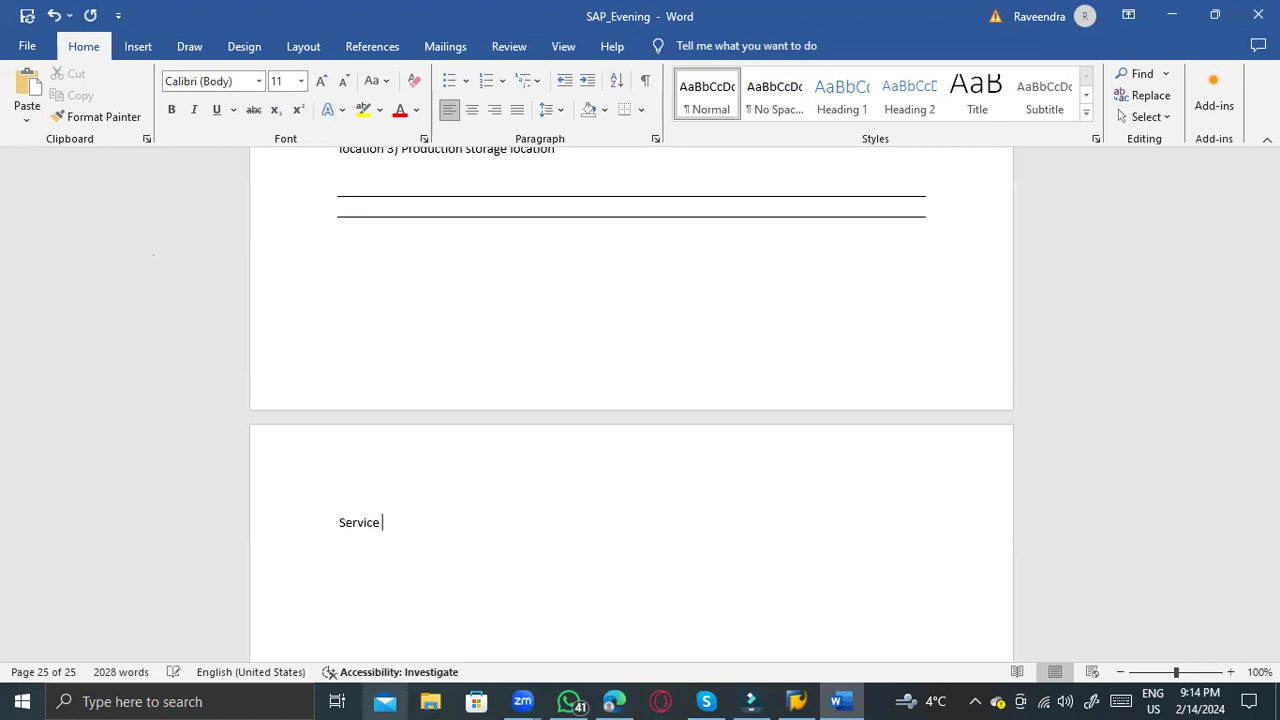 SAP_Evening - Word
Raveendra R
File Home Insert Draw Design Layout References Mailings Review View Help Tell me what you want to do
Paste
Cut
Copy
Format Painter
Calibri (Body) 11
AaBbCcDc
¶ Normal
AaBbCcDc
¶ No Spac...
AaBbCc
Heading 1
AaBbCcD
Heading 2
AaB
Title
AaBbCcD
Subtitle
Find
Replace
Select
Add-ins
Clipboard Font Paragraph Styles Editing Add-ins
location 3) Production storage location
Service
Page 25 of 25 2028 words English (United States) Accessibility: Investigate 100%
Type here to search
zm
41
4°C
ENG
US
9:14 PM
2/14/2024